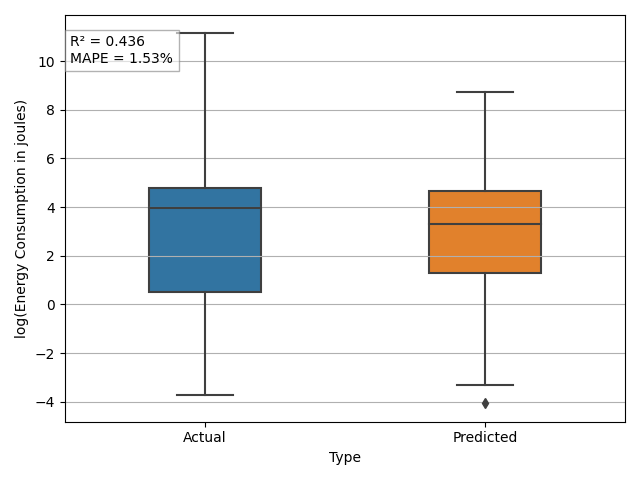 R² = 0.436
MAPE = 1.53%
10
8
6
4
2
0
−2
−4
log(Energy Consumption in joules)
Actual
Predicted
Type